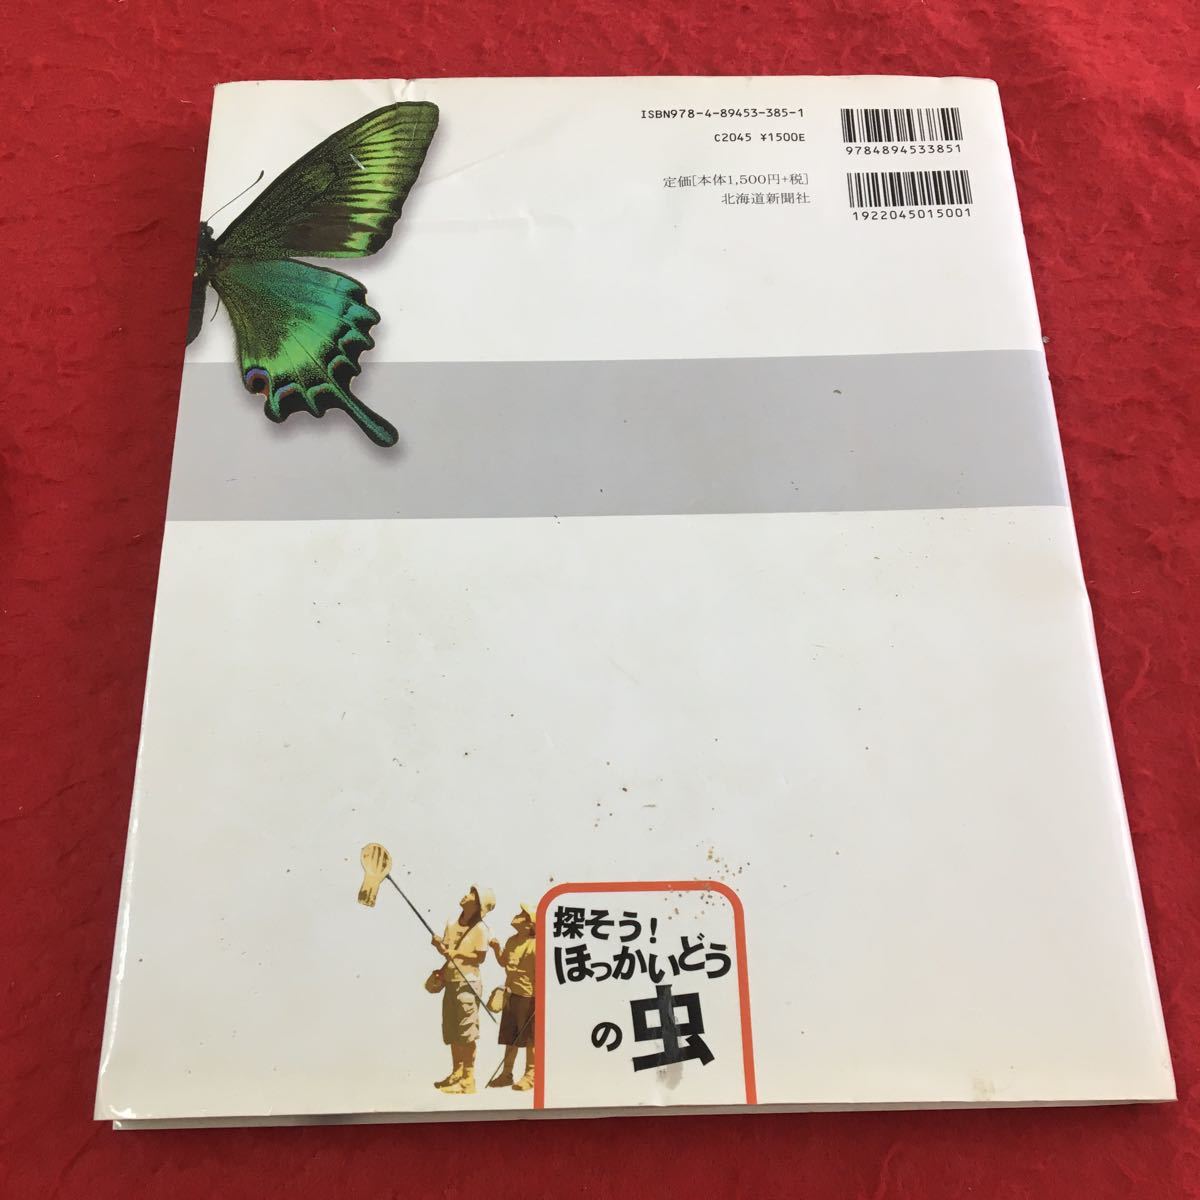 ISBN978-4-89453-385-1
C2045 ¥1500E
定価[本体1,500円+税]
北海道新聞社
9784894533851
1922045015001
探そう!
ほっかいどう
の虫